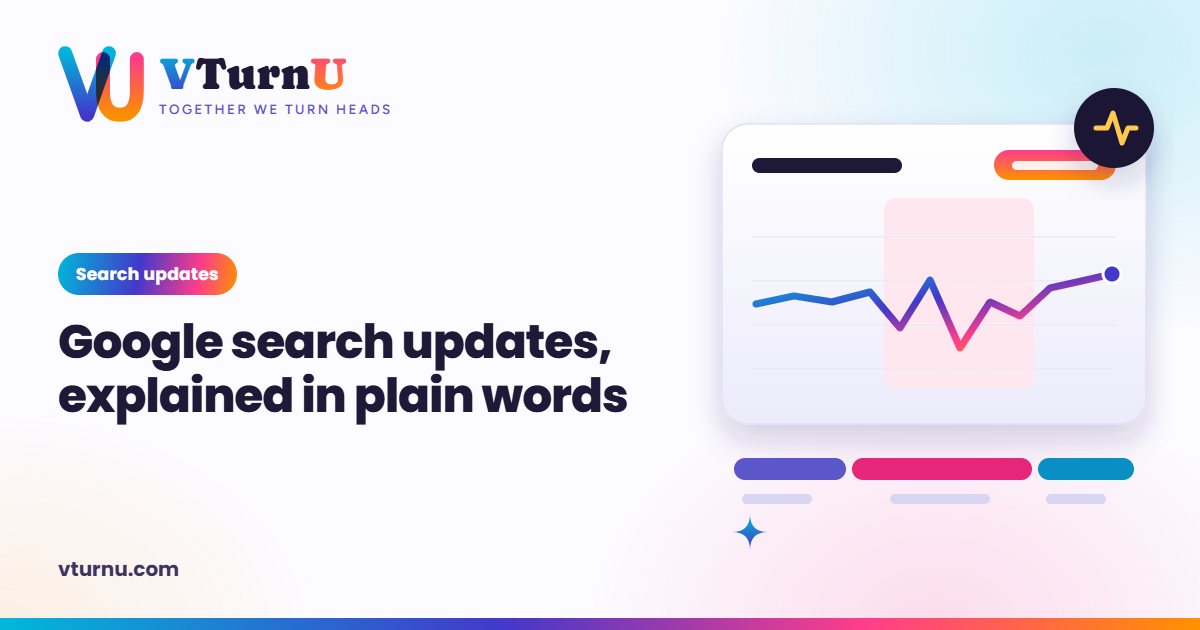 VTurnU
TOGETHER WE TURN HEADS
Search updates
Google search updates,
explained in plain words
vturnu.com